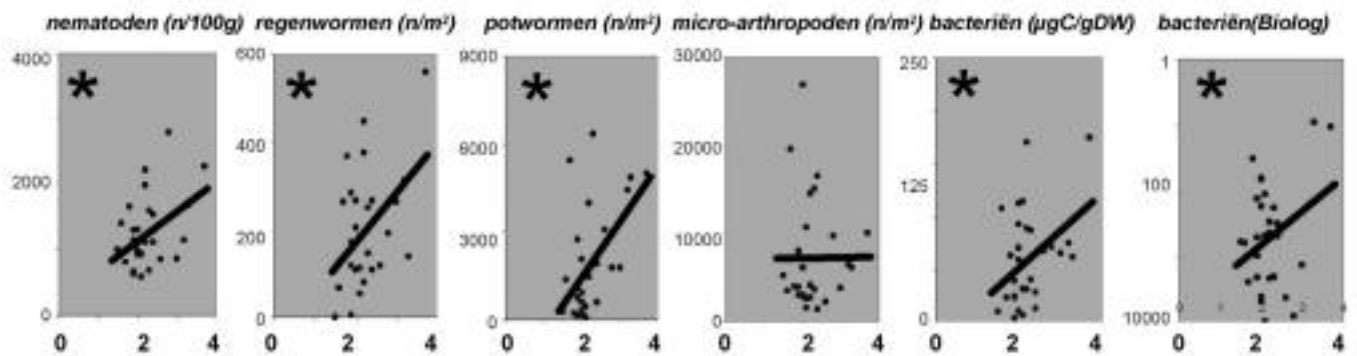 nematoden (n/100g) regenwormen (n/m²) potwormen (n/m²) micro-arthropoden (n/m²) bacteriën (µgC/gDW) bacteriën(Biolog)
4000 600 9000 30000 250 1
* * * * *
400 6000 20000
2000 125 100
200 3000 10000
0 0 0 0 0 10000
0 2 4 0 2 4 0 2 4 0 2 4 0 2 4 0 2 4